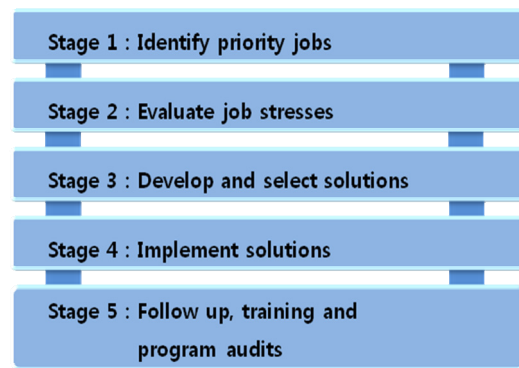 Stage 1 : Identify priority jobs
Stage 2 : Evaluate job stresses
Stage 3 : Develop and select solutions
Stage 4 : Implement solutions
Stage 5 : Follow up, training and
program audits